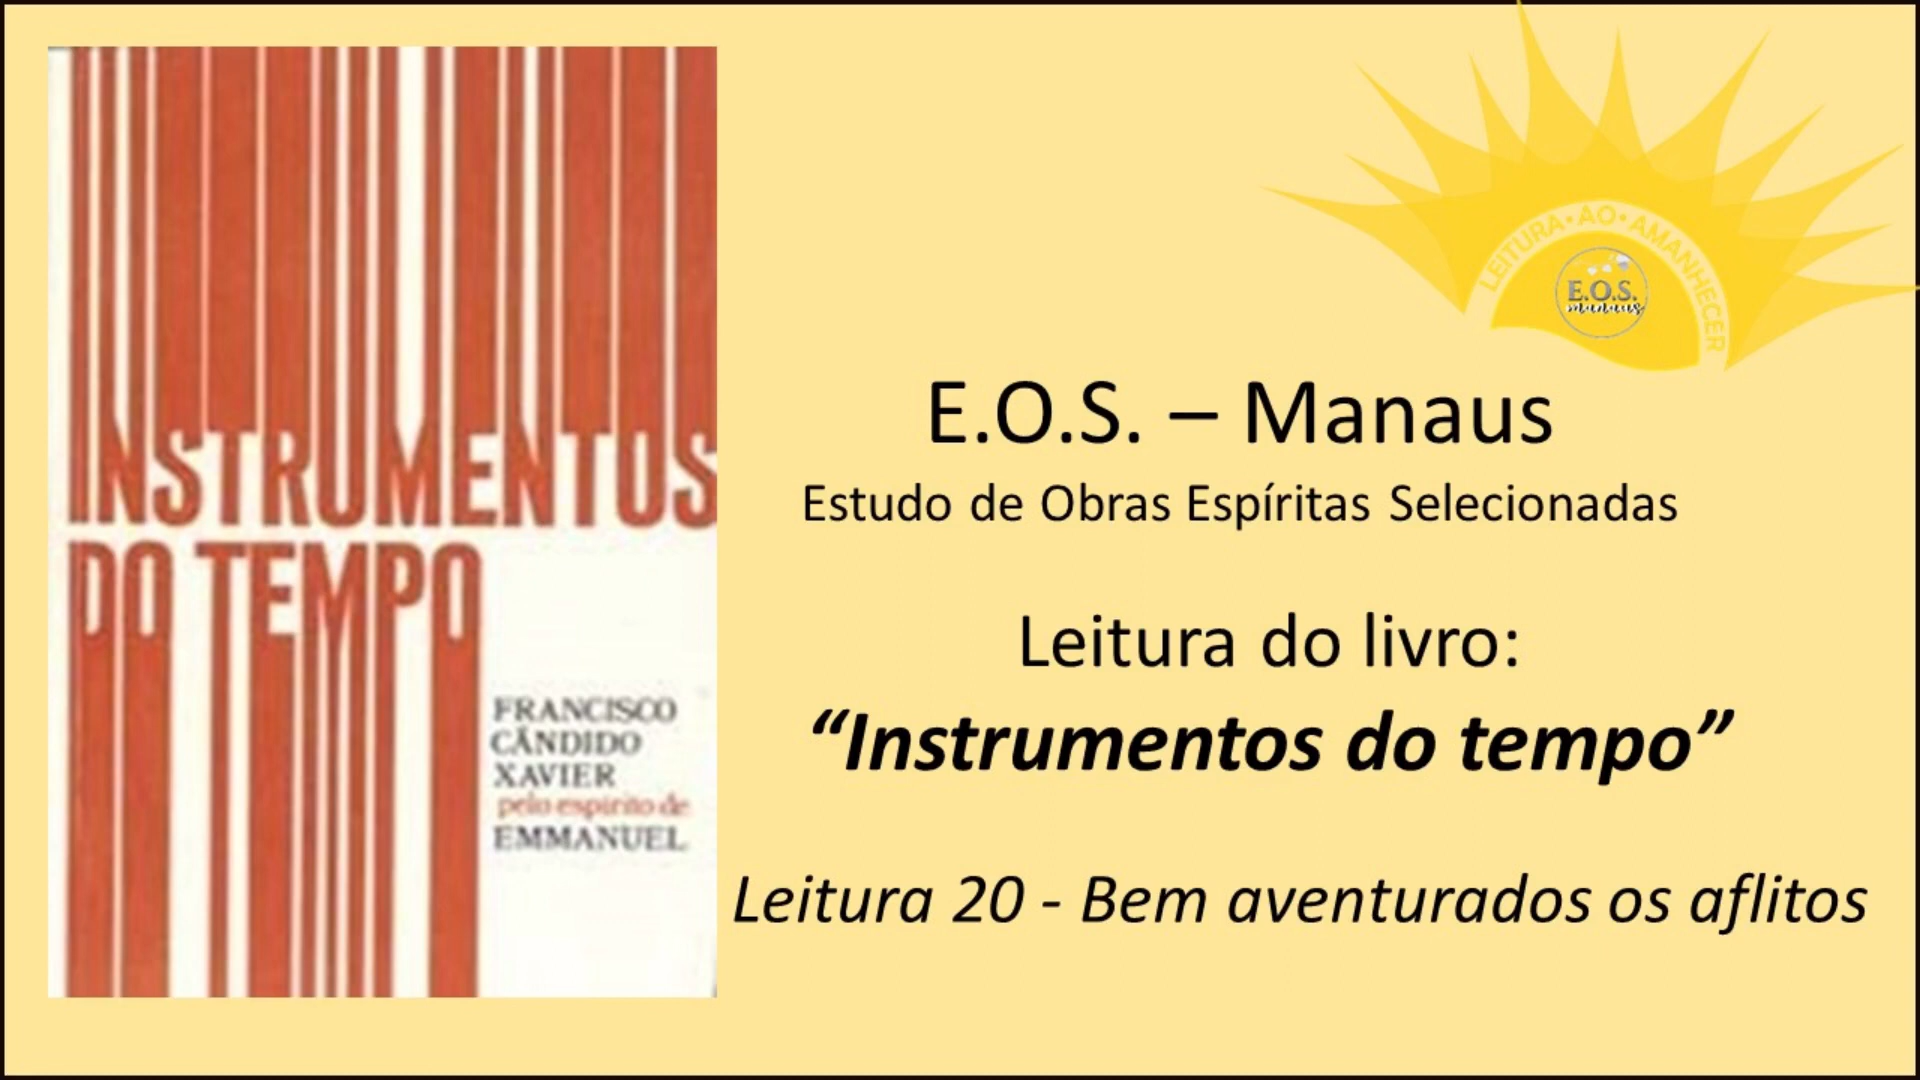 INSTRUMENTOS
DO TEMPO
FRANCISCO
CÂNDIDO
XAVIER
pelo espírito de
EMMANUEL
LEITURA • AO • AMANHECER
E.O.S.
manaus
E.O.S. – Manaus
Estudo de Obras Espíritas Selecionadas
Leitura do livro:
“Instrumentos do tempo”
Leitura 20 - Bem aventurados os aflitos